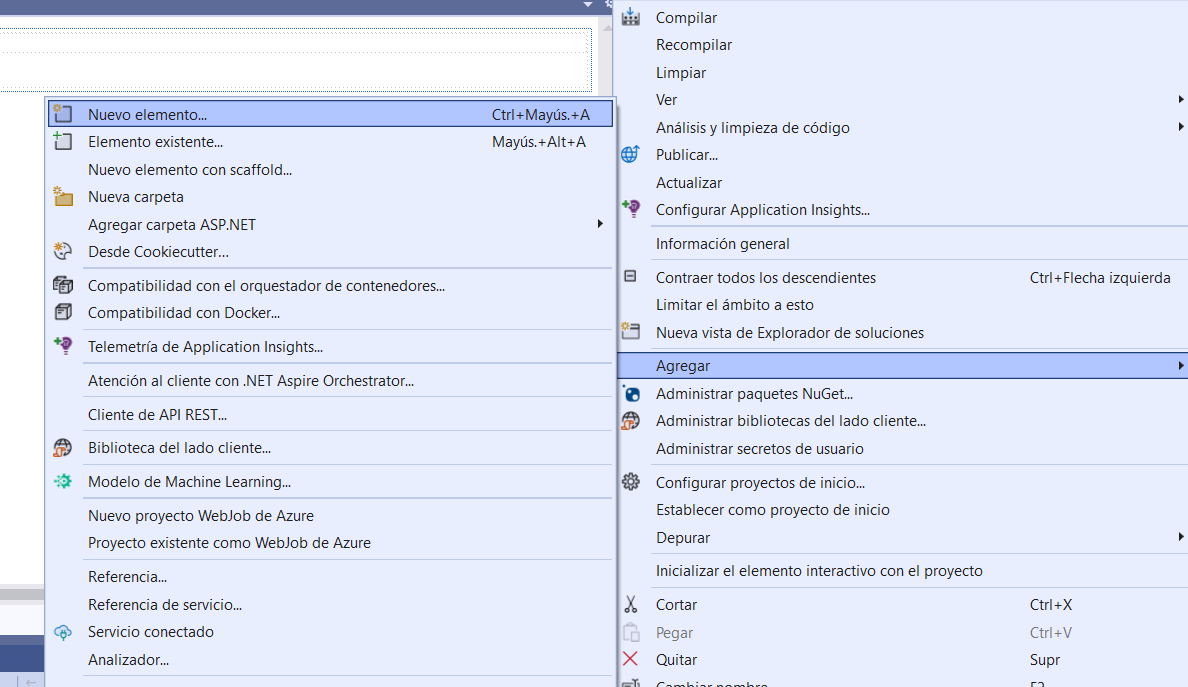 Compilar
Recompilar
Limpiar
Ver
Análisis y limpieza de código
Publicar...
Actualizar
Configurar Application Insights...
Información general
Contraer todos los descendientes Ctrl+Flecha izquierda
Limitar el ámbito a esto
Nueva vista de Explorador de soluciones
Agregar
Administrar paquetes NuGet...
Administrar bibliotecas del lado cliente...
Administrar secretos de usuario
Configurar proyectos de inicio...
Establecer como proyecto de inicio
Depurar
Inicializar el elemento interactivo con el proyecto
Cortar Ctrl+X
Pegar Ctrl+V
Quitar Supr
Cambiar nombre F2
Nuevo elemento... Ctrl+Mayús.+A
Elemento existente... Mayús.+Alt+A
Nuevo elemento con scaffold...
Nueva carpeta
Agregar carpeta ASP.NET
Desde Cookiecutter...
Compatibilidad con el orquestador de contenedores...
Compatibilidad con Docker...
Telemetría de Application Insights...
Atención al cliente con .NET Aspire Orchestrator...
Cliente de API REST...
Biblioteca del lado cliente...
Modelo de Machine Learning...
Nuevo proyecto WebJob de Azure
Proyecto existente como WebJob de Azure
Referencia...
Referencia de servicio...
Servicio conectado
Analizador...